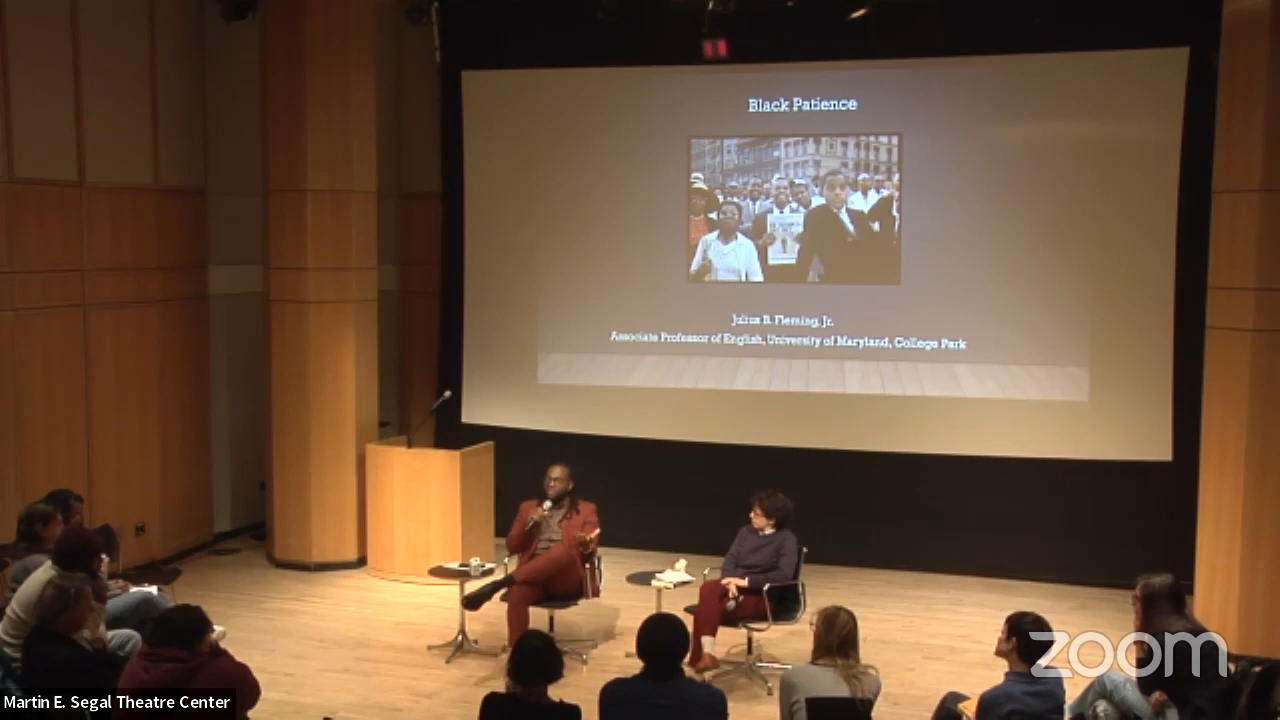 Black Patience
Julius B. Fleming, Jr.
Associate Professor of English, University of Maryland, College Park
zoom
Martin E. Segal Theatre Center